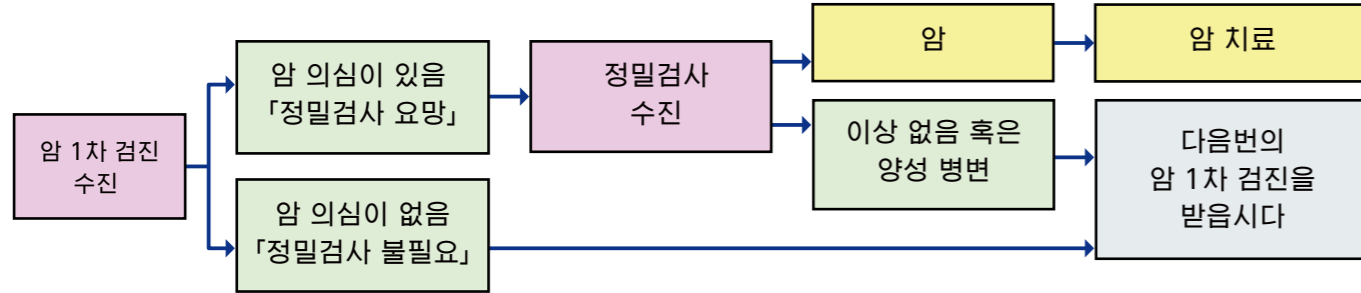 암 1차 검진
수진
암 의심이 있음
「정밀검사 요망」
암 의심이 없음
「정밀검사 불필요」
정밀검사
수진
암
암 치료
이상 없음 혹은
양성 병변
다음번의
암 1차 검진을
받읍시다